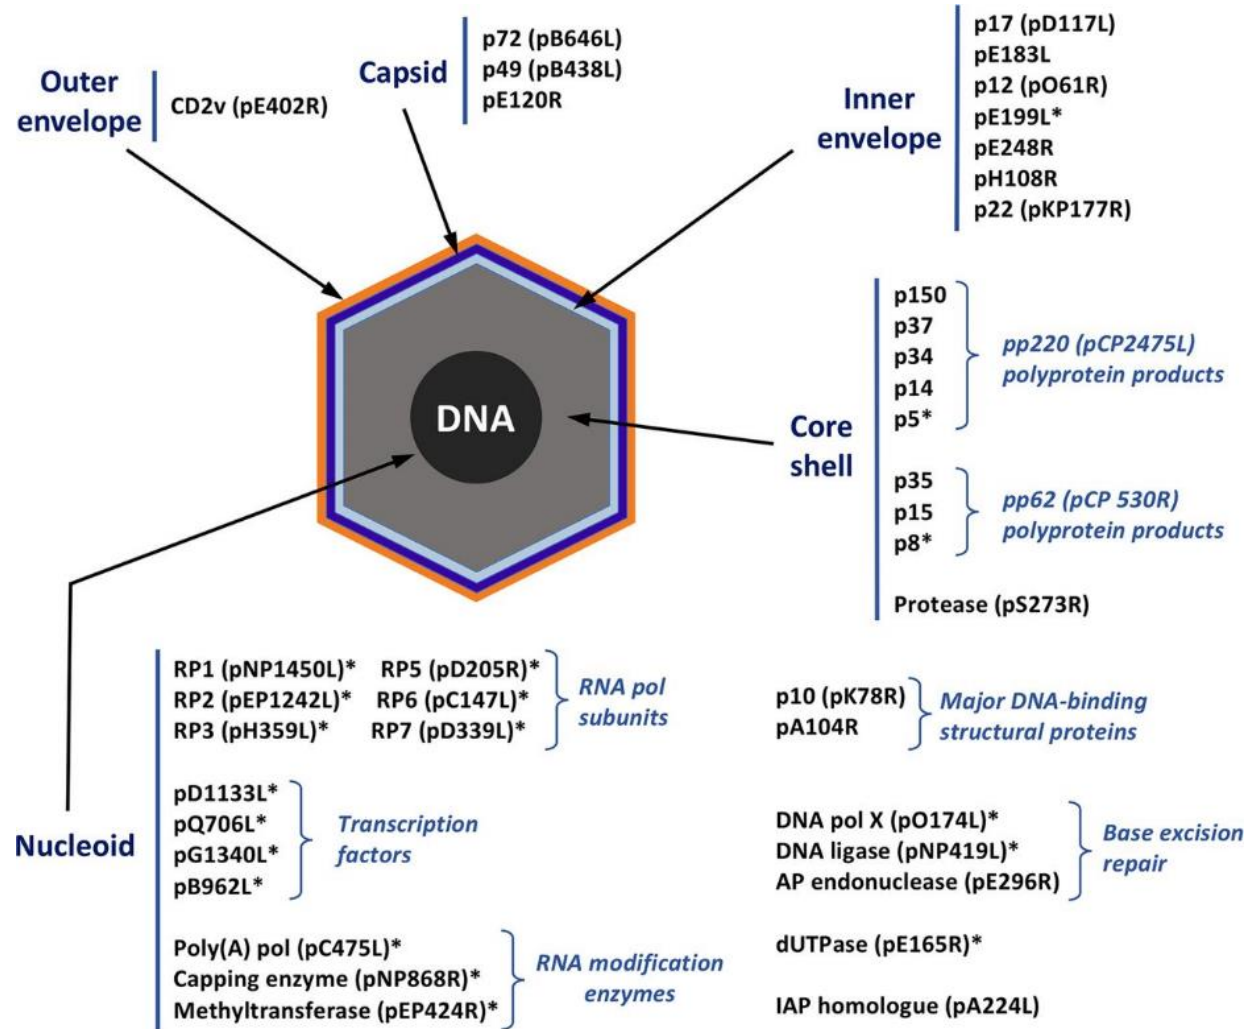 Outer
envelope
CD2v (pE402R)
Capsid
p72 (pB646L)
p49 (pB438L)
pE120R
Inner
envelope
p17 (pD117L)
pE183L
p12 (pO61R)
pE199L*
pE248R
pH108R
p22 (pKP177R)
DNA
Core
shell
p150
p37
p34
p14
p5*
pp220 (pCP2475L)
polyprotein products
p35
p15
p8*
pp62 (pCP 530R)
polyprotein products
Protease (pS273R)
Nucleoid
RP1 (pNP1450L)* RP5 (pD205R)*
RP2 (pEP1242L)* RP6 (pC147L)*
RP3 (pH359L)* RP7 (pD339L)*
RNA pol
subunits
pD1133L*
pQ706L*
pG1340L*
pB962L*
Transcription
factors
Poly(A) pol (pC475L)*
Capping enzyme (pNP868R)*
Methyltransferase (pEP424R)*
RNA modification
enzymes
p10 (pK78R)
pA104R
Major DNA-binding
structural proteins
DNA pol X (pO174L)*
DNA ligase (pNP419L)*
AP endonuclease (pE296R)
Base excision
repair
dUTPase (pE165R)*
IAP homologue (pA224L)